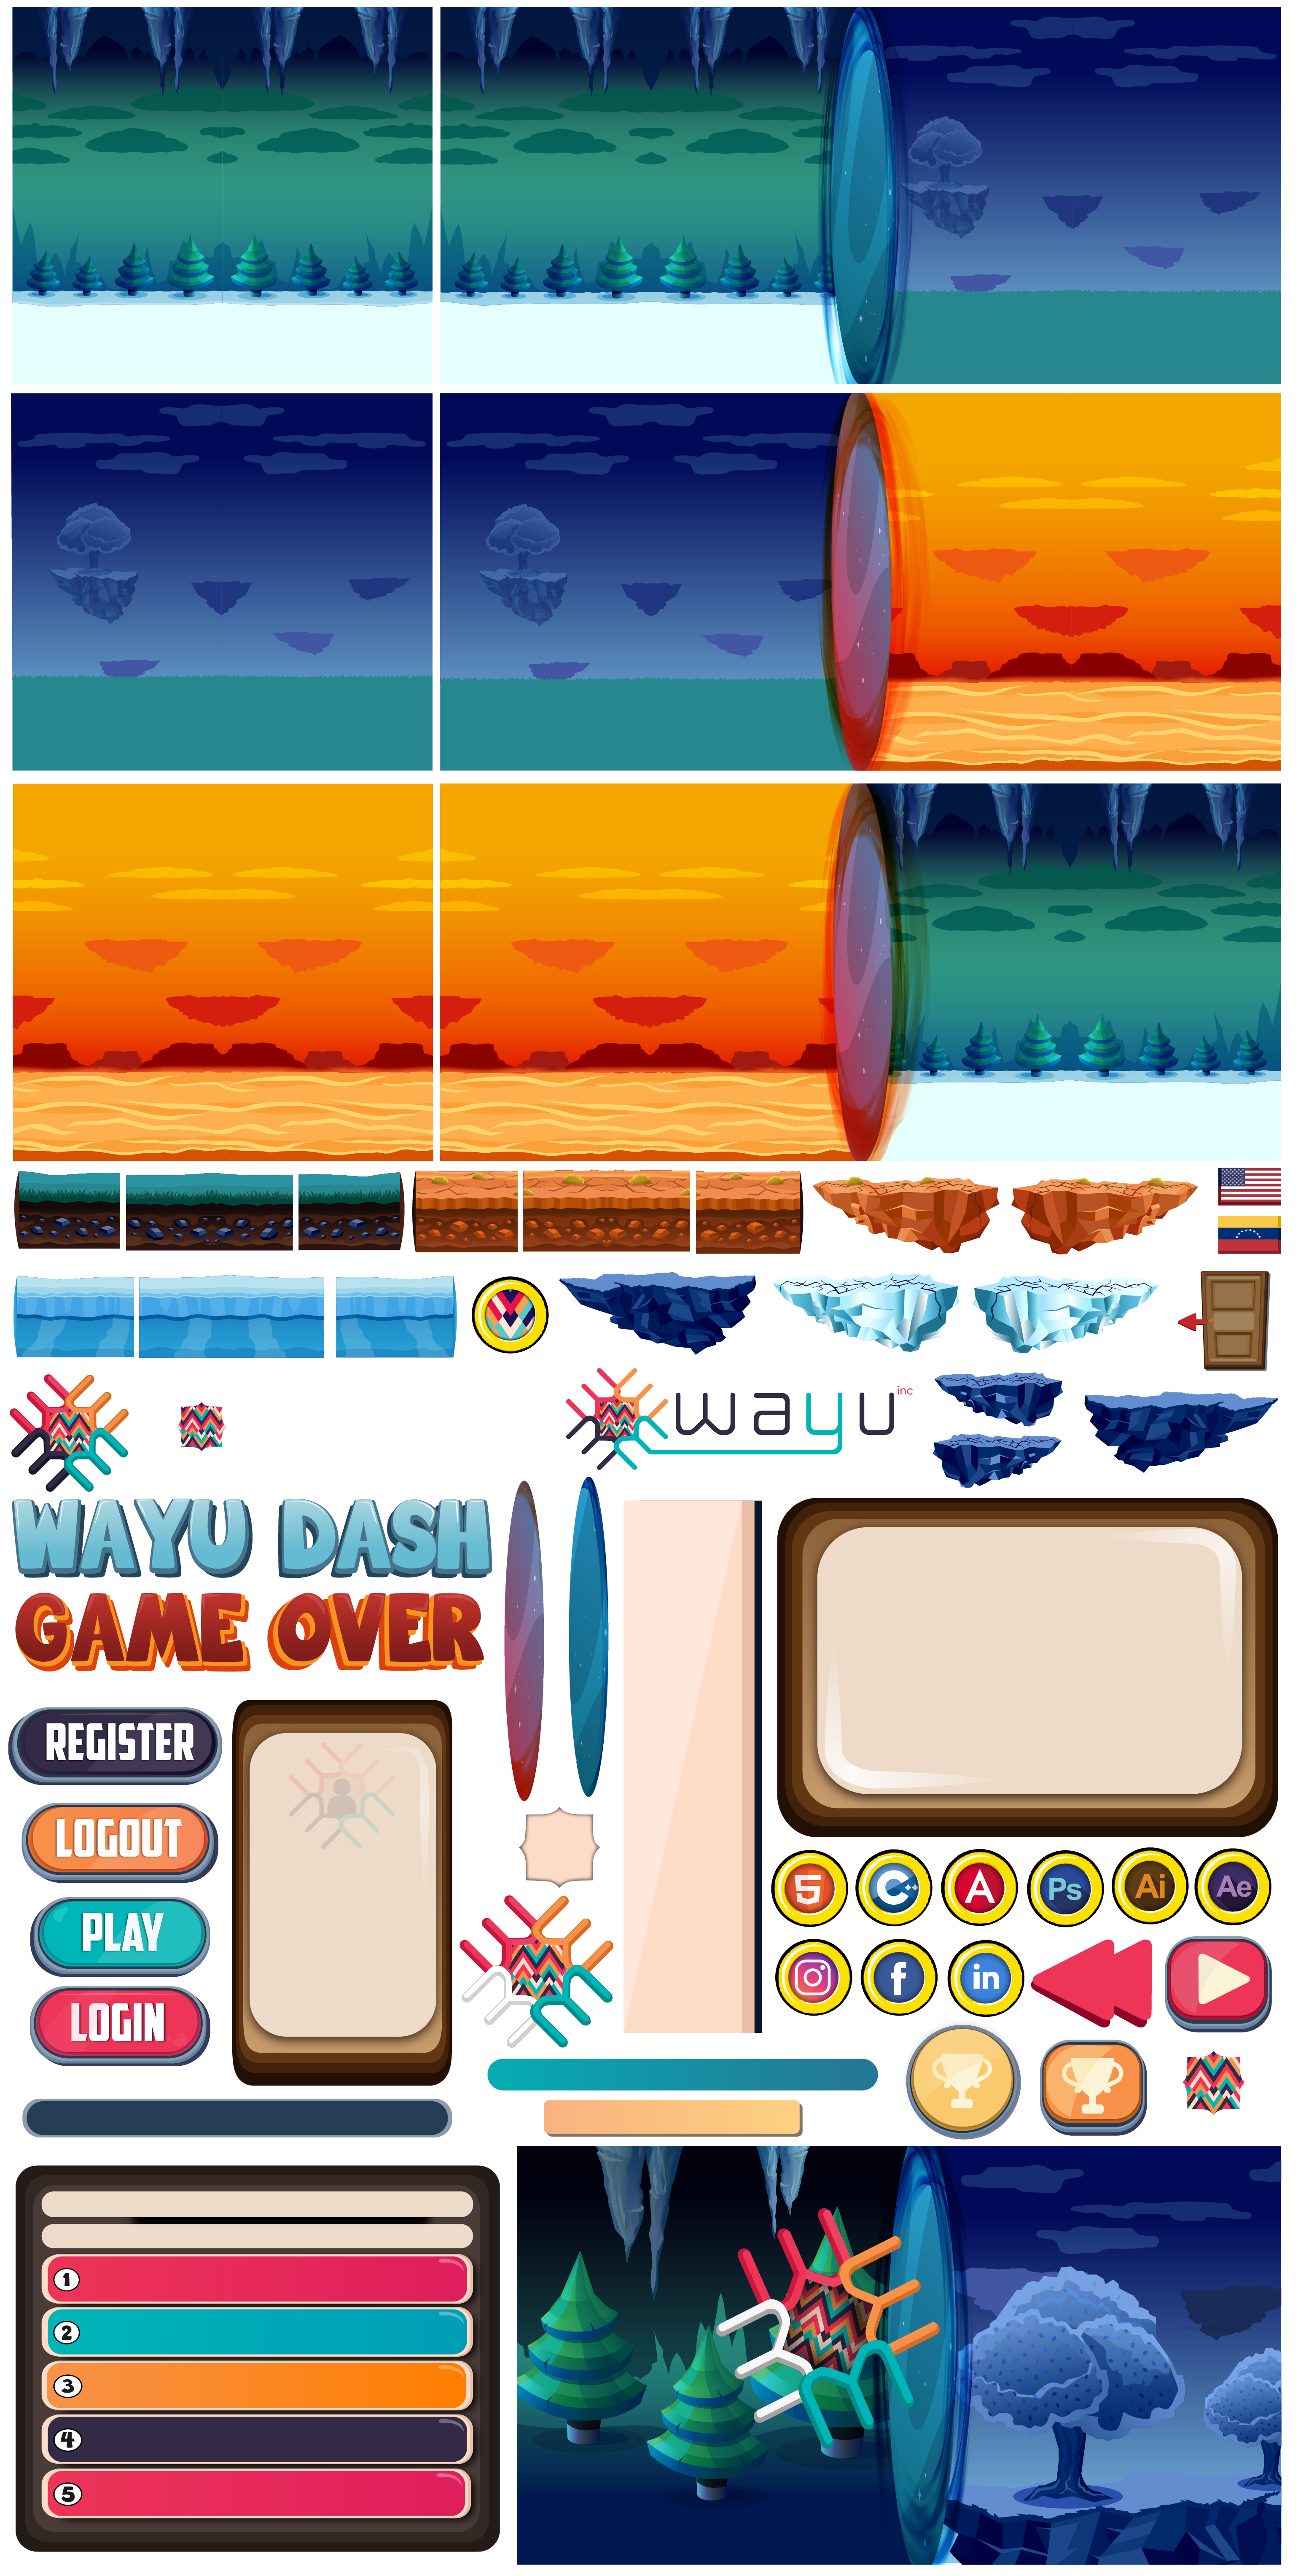 wayu inc
WAYU DASH
GAME OVER
REGISTER
LOGOUT
PLAY
LOGIN
5 C++ A Ps Ai Ae
f in
1
2
3
4
5